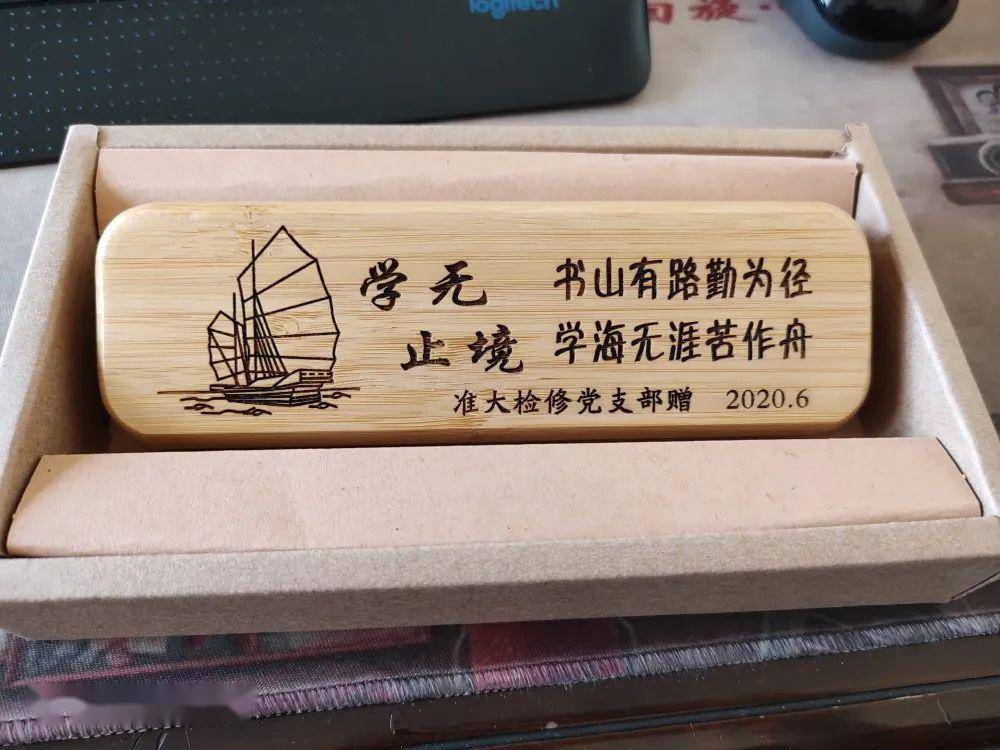 logitech
学无
止境
书山有路勤为径
学海无涯苦作舟
准大检修党支部赠 2020.6